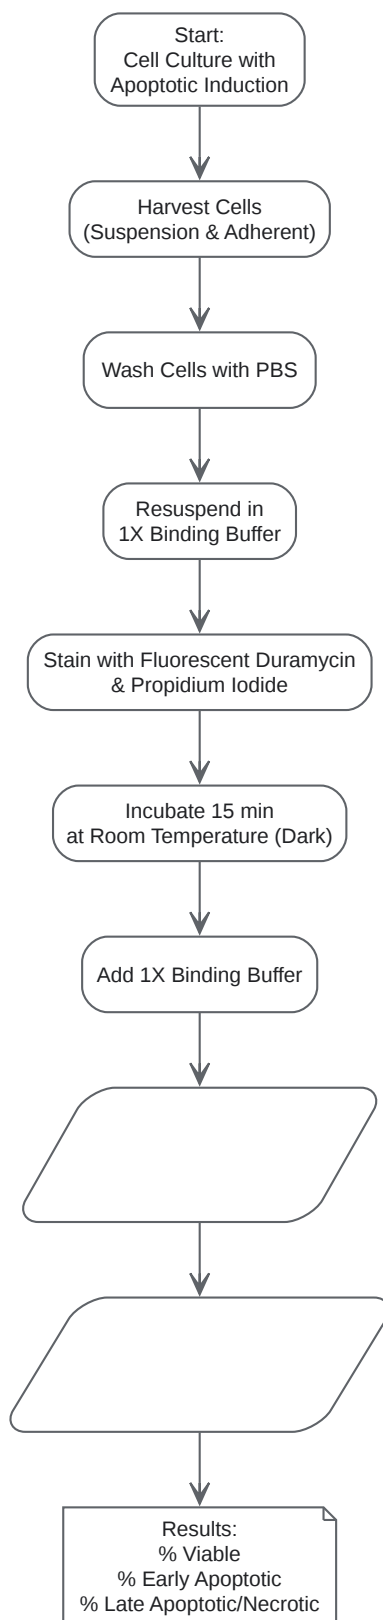 Start:
Cell Culture with
Apoptotic Induction
Harvest Cells
(Suspension & Adherent)
Wash Cells with PBS
Resuspend in
1X Binding Buffer
Stain with Fluorescent Duramycin
& Propidium Iodide
Incubate 15 min
at Room Temperature (Dark)
Add 1X Binding Buffer
Results:
% Viable
% Early Apoptotic
% Late Apoptotic/Necrotic